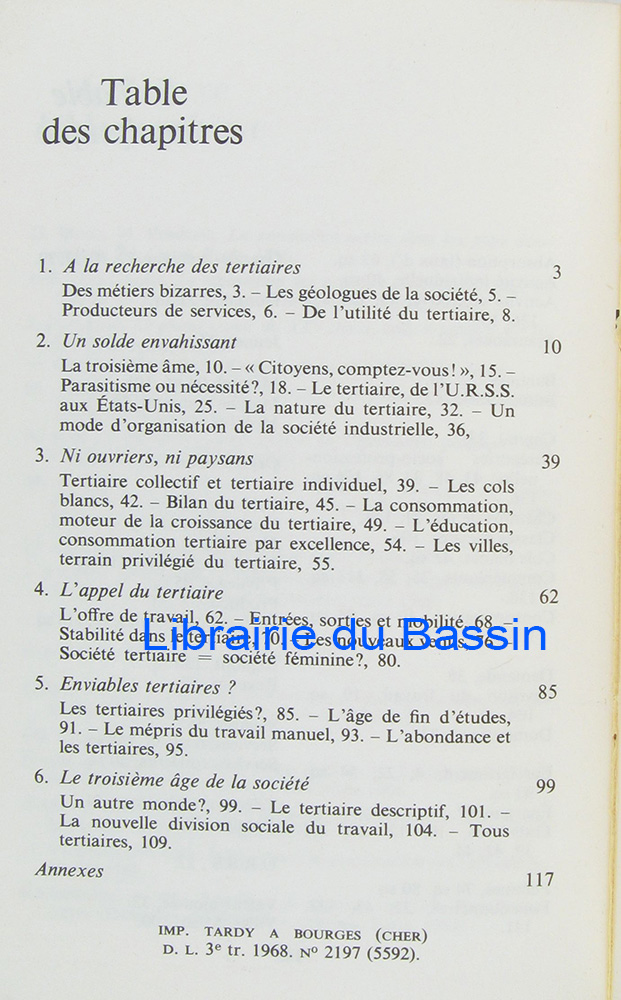 Table
des chapitres
1. A la recherche des tertiaires 3
Des métiers bizarres, 3. – Les géologues de la société, 5. –
Producteurs de services, 6. – De l'utilité du tertiaire, 8.
2. Un solde envahissant 10
La troisième âme, 10. – « Citoyens, comptez-vous! », 15. –
Parasitisme ou nécessité?, 18. – Le tertiaire, de l'U.R.S.S.
aux États-Unis, 25. – La nature du tertiaire, 32. – Un
mode d'organisation de la société industrielle, 36,
3. Ni ouvriers, ni paysans 39
Tertiaire collectif et tertiaire individuel, 39. – Les cols
blancs, 42. – Bilan du tertiaire, 45. – La consommation,
moteur de la croissance du tertiaire, 49. – L'éducation,
consommation tertiaire par excellence, 54. – Les villes,
terrain privilégié du tertiaire, 55.
4. L'appel du tertiaire 62
L'offre de travail, 62. – Entrées, sorties et mobilité, 68. –
Stabilité dans le tertiaire, 70. – Les nouveaux venus, 76. –
Librairie du Bassin
Société tertiaire = société féminine?, 80.
5. Enviables tertiaires ? 85
Les tertiaires privilégiés?, 85. – L'âge de fin d'études,
91. – Le mépris du travail manuel, 93. – L'abondance et
les tertiaires, 95.
6. Le troisième âge de la société 99
Un autre monde?, 99. – Le tertiaire descriptif, 101. –
La nouvelle division sociale du travail, 104. – Tous
tertiaires, 109.
Annexes 117
IMP. TARDY A BOURGES (CHER)
D. L. 3e tr. 1968. No 2197 (5592).